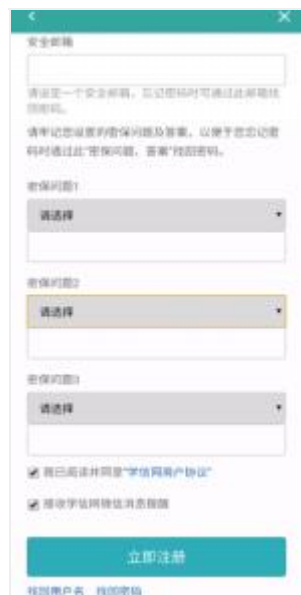 安全邮箱
请设置一个安全邮箱，忘记密码时可通过此邮箱找
回密码。
请牢记您设置的密保问题及答案，以便于您忘记密
码时通过此"密保问题、答案"找回密码。
密保问题1
请选择
密保问题2
请选择
密保问题3
请选择
我已阅读并同意"学信网用户协议"
接收学信网微信消息提醒
立即注册
找回用户名 找回密码